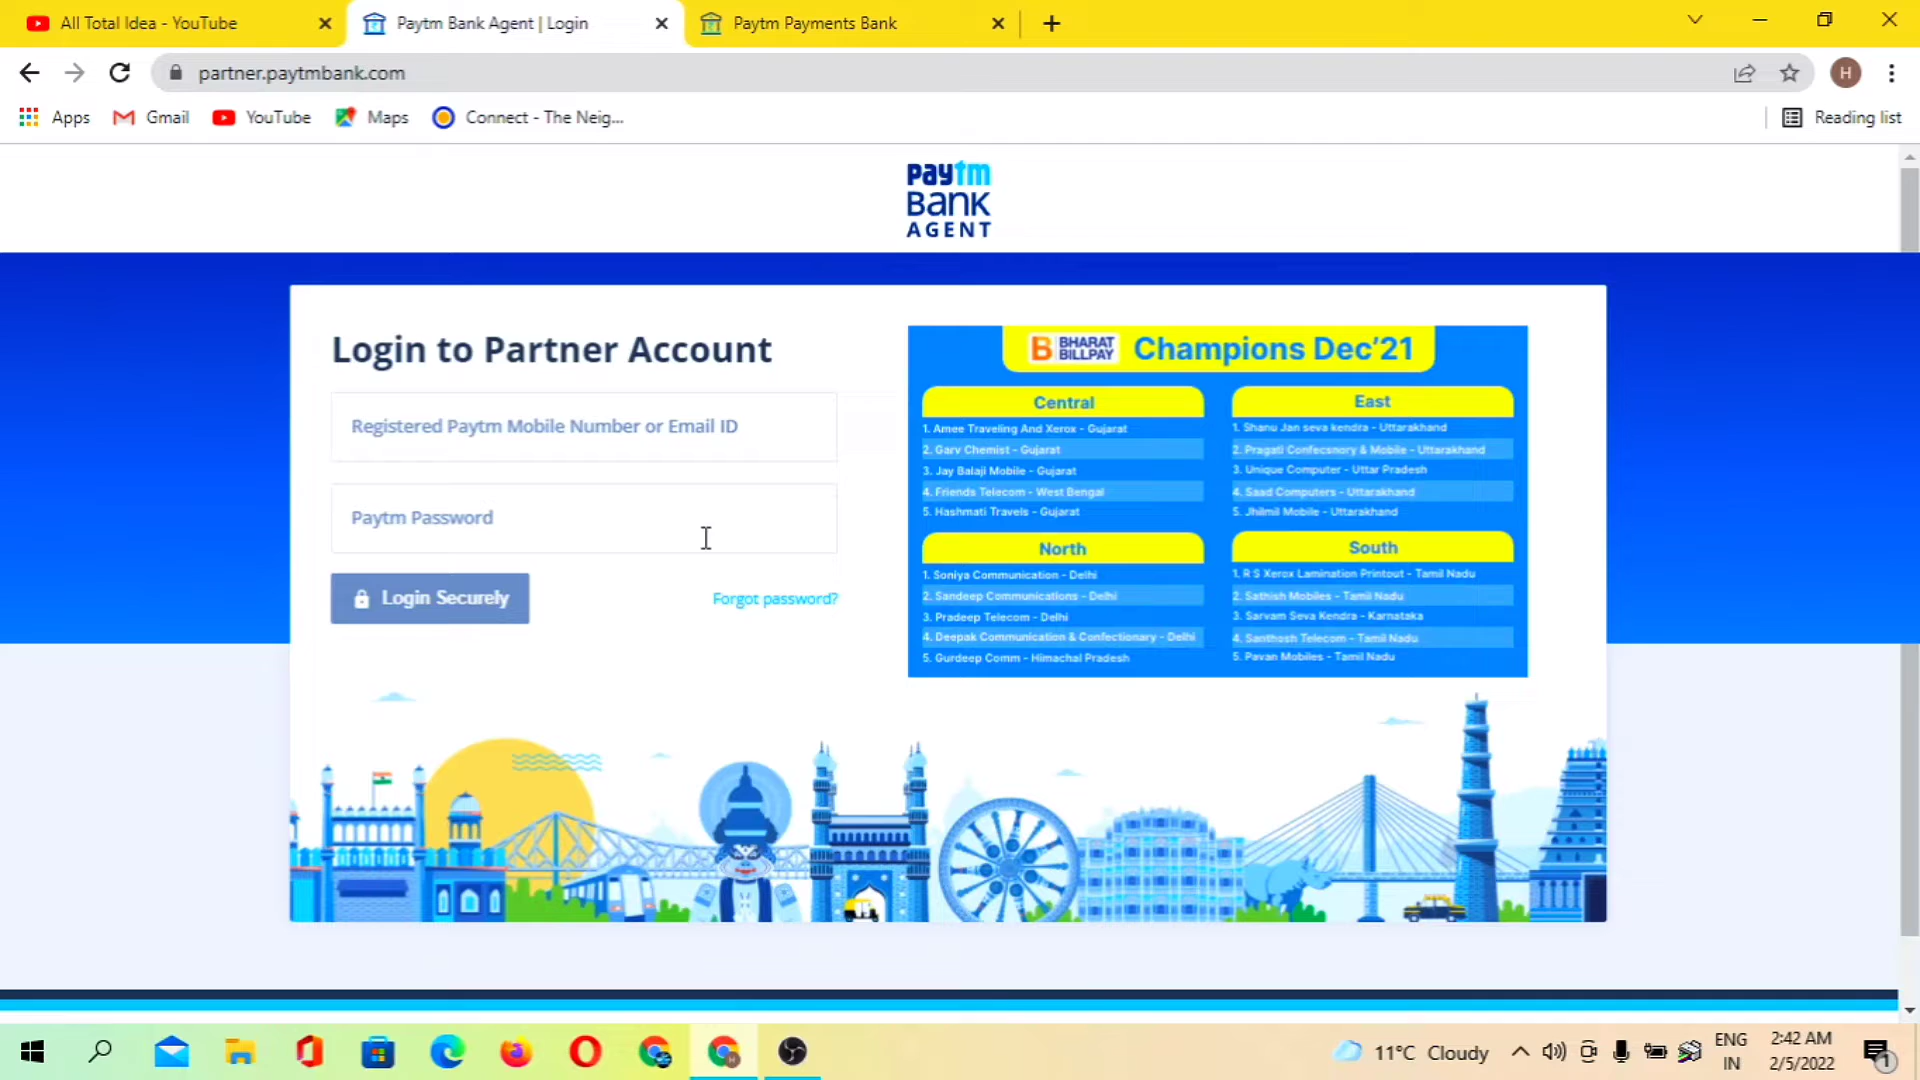 All Total Idea - YouTube
Paytm Bank Agent | Login
Paytm Payments Bank
partner.paytmbank.com
H
Apps
Gmail
YouTube
Maps
Connect - The Neig...
Reading list
paytm
BANK
AGENT
Login to Partner Account
Registered Paytm Mobile Number or Email ID
Paytm Password
Login Securely
Forgot password?
B BHARAT BILLPAY Champions Dec'21
Central
1. Amee Traveling And Xerox - Gujarat
2. Garv Chemist - Gujarat
3. Jay Balaji Mobile - Gujarat
4. Friends Telecom - West Bengal
5. Hashmati Travels - Gujarat
East
1. Shanu Jan seva kendra - Uttarakhand
2. Pragati Confecsnory & Mobile - Uttarakhand
3. Unique Computer - Uttar Pradesh
4. Saad Computers - Uttarakhand
5. Jhilmil Mobile - Uttarakhand
North
1. Soniya Communication - Delhi
2. Sandeep Communications - Delhi
3. Pradeep Telecom - Delhi
4. Deepak Communication & Confectionary - Delhi
5. Gurdeep Comm - Himachal Pradesh
South
1. R S Xerox Lamination Printout - Tamil Nadu
2. Sathish Mobiles - Tamil Nadu
3. Sarvam Seva Kendra - Karnataka
4. Santhosh Telecom - Tamil Nadu
5. Pavan Mobiles - Tamil Nadu
11°C Cloudy
ENG
IN
2:42 AM
2/5/2022
1